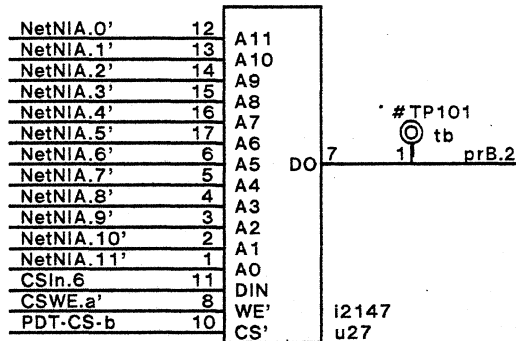 NetNIA.0' 12 A11
NetNIA.1' 13 A10
NetNIA.2' 14 A9
NetNIA.3' 15 A8
NetNIA.4' 16 A7
NetNIA.5' 17 A6
NetNIA.6' 6 A5 DO 7 1 prB.2
#TP101
tb
NetNIA.7' 5 A4
NetNIA.8' 4 A3
NetNIA.9' 3 A2
NetNIA.10' 2 A1
NetNIA.11' 1 A0
CSIn.6 11 DIN
CSWE.a' 8 WE' i2147
PDT-CS-b 10 CS' u27